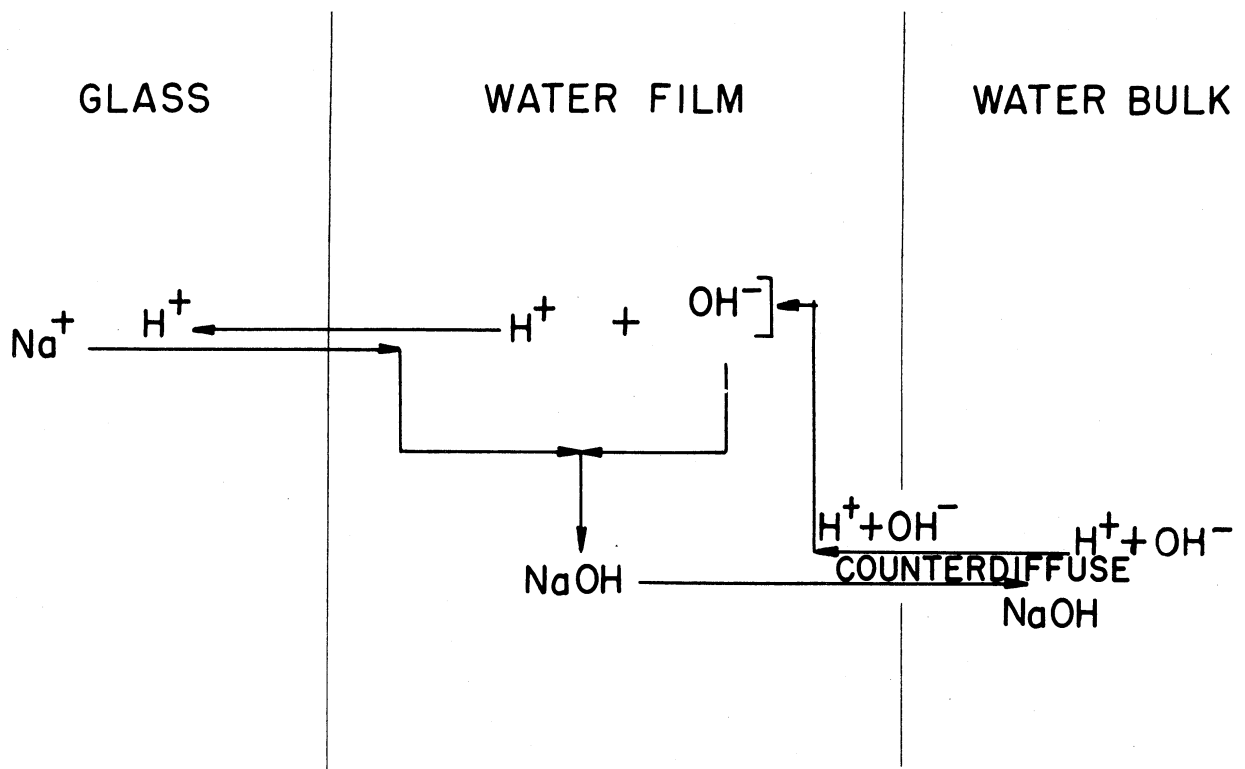 GLASS WATER FILM WATER BULK
Na⁺ H⁺ H⁺ + OH⁻]
H⁺+OH⁻ H⁺+OH⁻
COUNTERDIFFUSE
NaOH NaOH